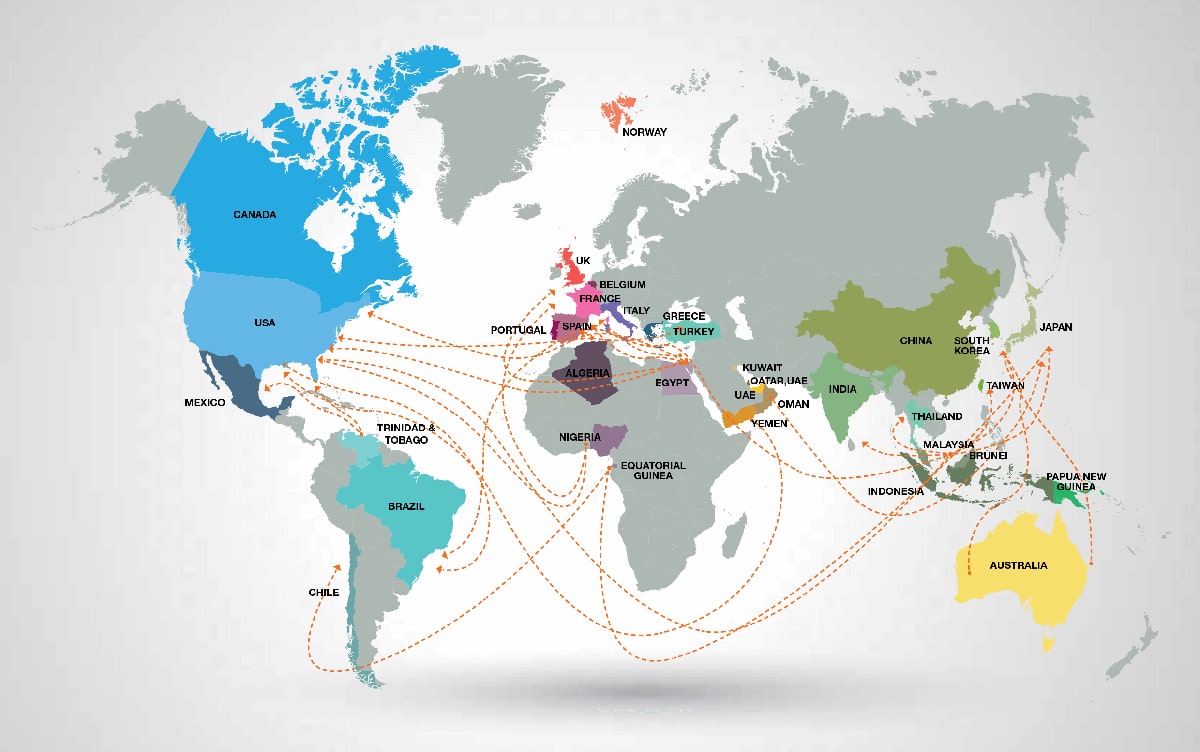 NORWAY
CANADA
UK
BELGIUM
FRANCE
ITALY
GREECE
USA
PORTUGAL
SPAIN
TURKEY
JAPAN
CHINA
SOUTH
KOREA
KUWAIT
ALGERIA
QATAR,UAE
EGYPT
TAIWAN
INDIA
UAE
MEXICO
OMAN
THAILAND
YEMEN
TRINIDAD &
TOBAGO
NIGERIA
MALAYSIA
BRUNEI
EQUATORIAL
GUINEA
PAPUA NEW
GUINEA
INDONESIA
BRAZIL
AUSTRALIA
CHILE